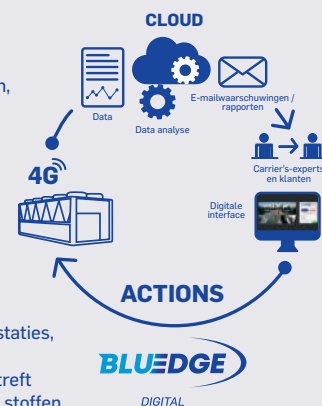 CLOUD
Data
Data analyse
E-mailwaarschuwingen /
rapporten
4G
Carrier's-experts
en klanten
Digitale
interface
ACTIONS
staties,
treft
stoffen
BLUEDGE
DIGITAL